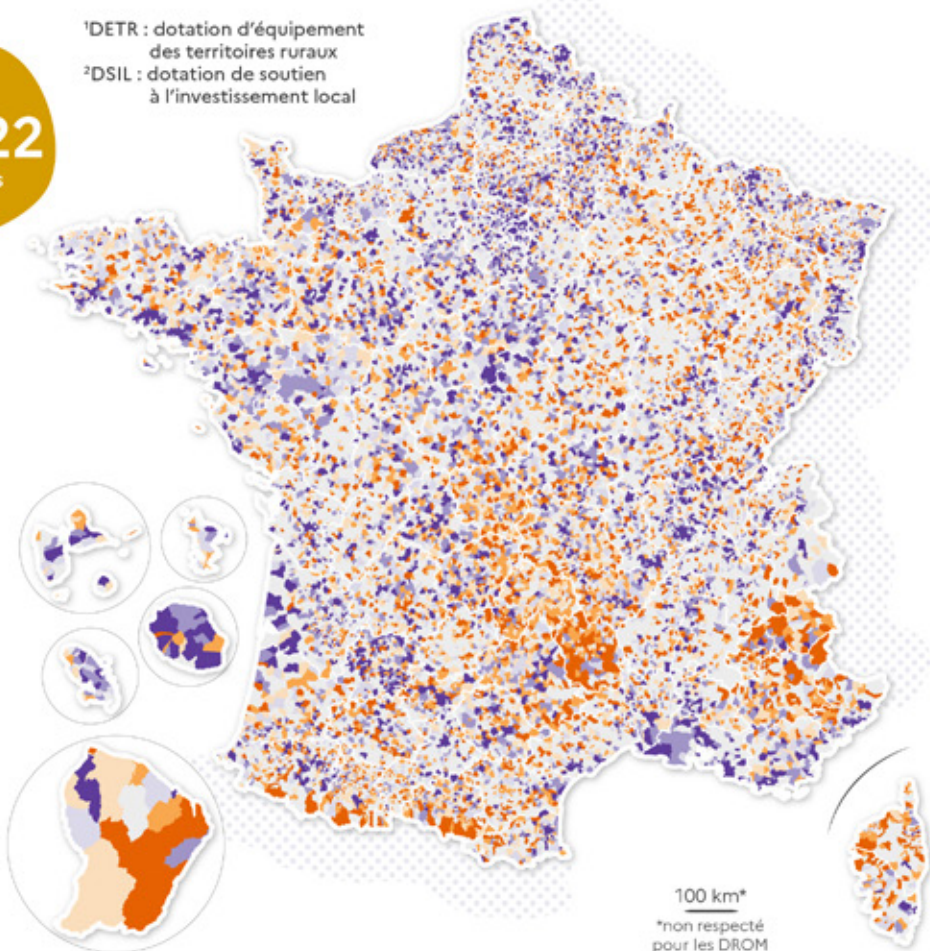 ¹DETR : dotation d’équipement
des territoires ruraux
²DSIL : dotation de soutien
à l’investissement local
22
s
100 km*
*non respecté
pour les DROM